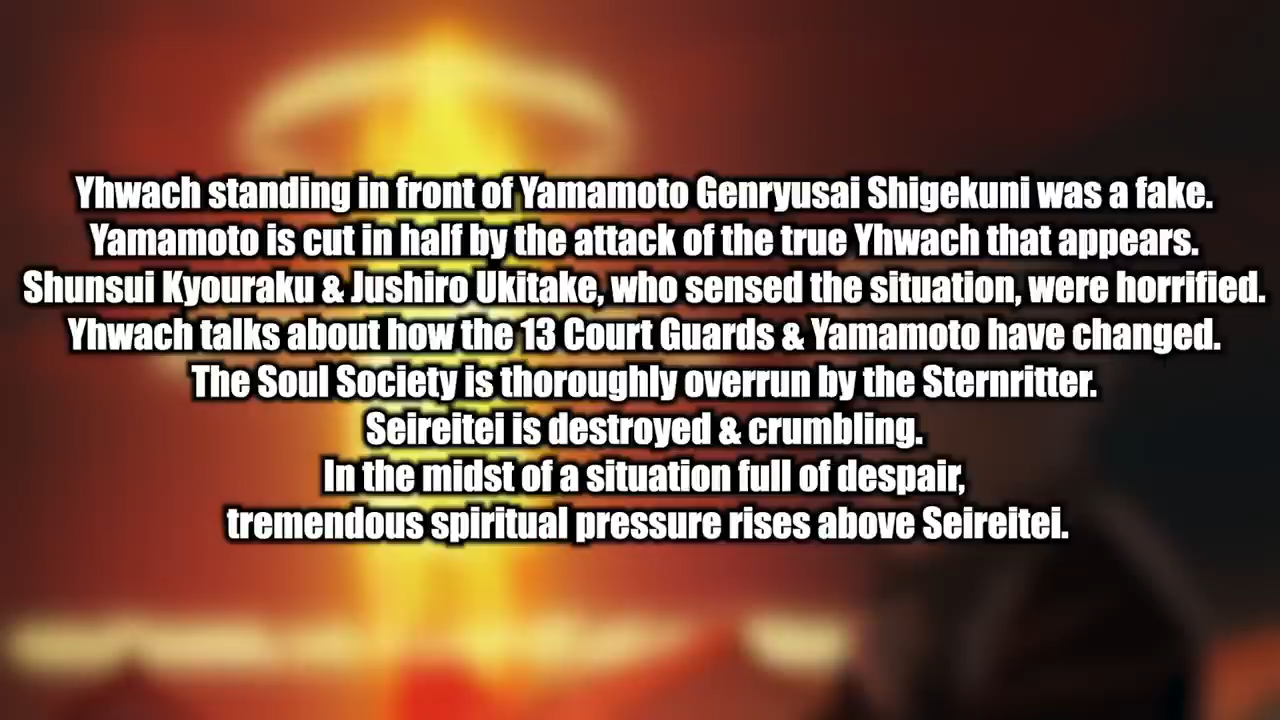 Yhwach standing in front of Yamamoto Genryusai Shigekuni was a fake.
Yamamoto is cut in half by the attack of the true Yhwach that appears.
Shunsui Kyouraku & Jushiro Ukitake, who sensed the situation, were horrified.
Yhwach talks about how the 13 Court Guards & Yamamoto have changed.
The Soul Society is thoroughly overrun by the Sternritter.
Seireitei is destroyed & crumbling.
In the midst of a situation full of despair,
tremendous spiritual pressure rises above Seireitei.